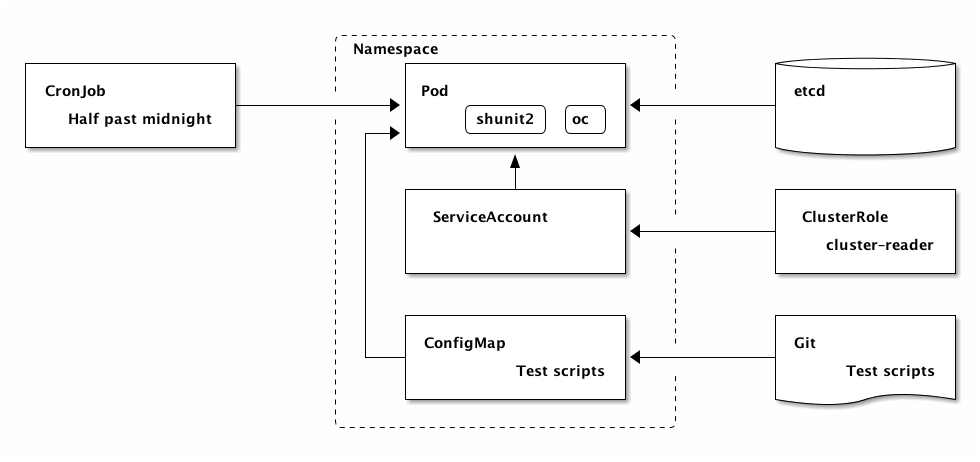 Namespace
CronJob
Half past midnight
Pod
shunit2
oc
etcd
ServiceAccount
ClusterRole
cluster-reader
ConfigMap
Test scripts
Git
Test scripts